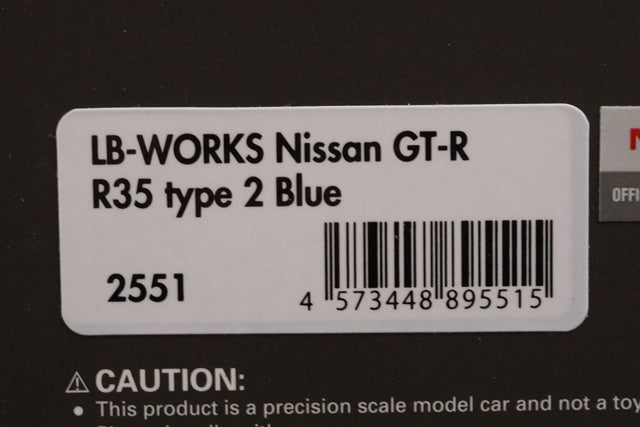 LB-WORKS Nissan GT-R
R35 type 2 Blue
2551
4 573448 895515
⚠ CAUTION:
• This product is a precision scale model car and not a toy